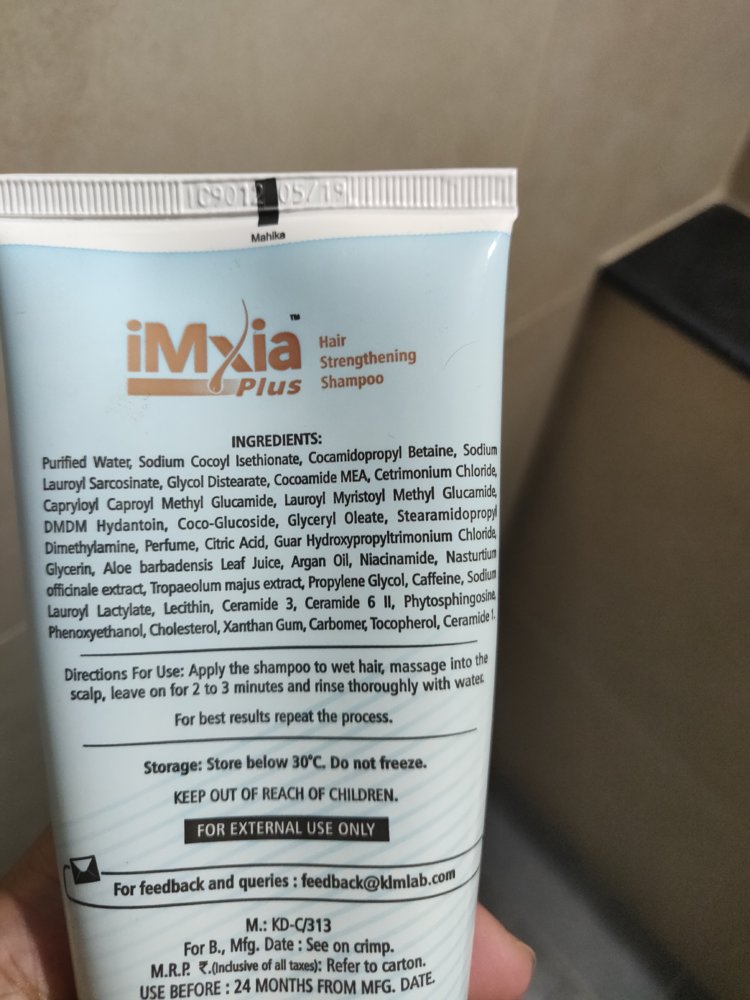 C9012 05/19
Mahika
iMxia™
Plus
Hair
Strengthening
Shampoo
INGREDIENTS:
Purified Water, Sodium Cocoyl Isethionate, Cocamidopropyl Betaine, Sodium
Lauroyl Sarcosinate, Glycol Distearate, Cocoamide MEA, Cetrimonium Chloride,
Capryloyl Caproyl Methyl Glucamide, Lauroyl Myristoyl Methyl Glucamide,
DMDM Hydantoin, Coco-Glucoside, Glyceryl Oleate, Stearamidopropyl
Dimethylamine, Perfume, Citric Acid, Guar Hydroxypropyltrimonium Chloride,
Glycerin, Aloe barbadensis Leaf Juice, Argan Oil, Niacinamide, Nasturtium
officinale extract, Tropaeolum majus extract, Propylene Glycol, Caffeine, Sodium
Lauroyl Lactylate, Lecithin, Ceramide 3, Ceramide 6 II, Phytosphingosine,
Phenoxyethanol, Cholesterol, Xanthan Gum, Carbomer, Tocopherol, Ceramide 1.
Directions For Use: Apply the shampoo to wet hair, massage into the
scalp, leave on for 2 to 3 minutes and rinse thoroughly with water.
For best results repeat the process.
Storage: Store below 30°C. Do not freeze.
KEEP OUT OF REACH OF CHILDREN.
FOR EXTERNAL USE ONLY
For feedback and queries : feedback@klmlab.com
M.: KD-C/313
For B., Mfg. Date : See on crimp.
M.R.P. ₹.(Inclusive of all taxes): Refer to carton.
USE BEFORE : 24 MONTHS FROM MFG. DATE.